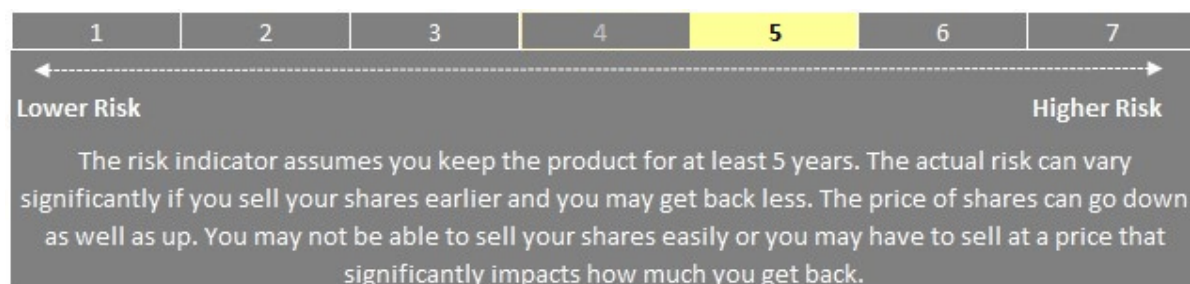 1 2 3 4 5 6 7
Lower Risk Higher Risk
The risk indicator assumes you keep the product for at least 5 years. The actual risk can vary
significantly if you sell your shares earlier and you may get back less. The price of shares can go down
as well as up. You may not be able to sell your shares easily or you may have to sell at a price that
significantly impacts how much you get back.